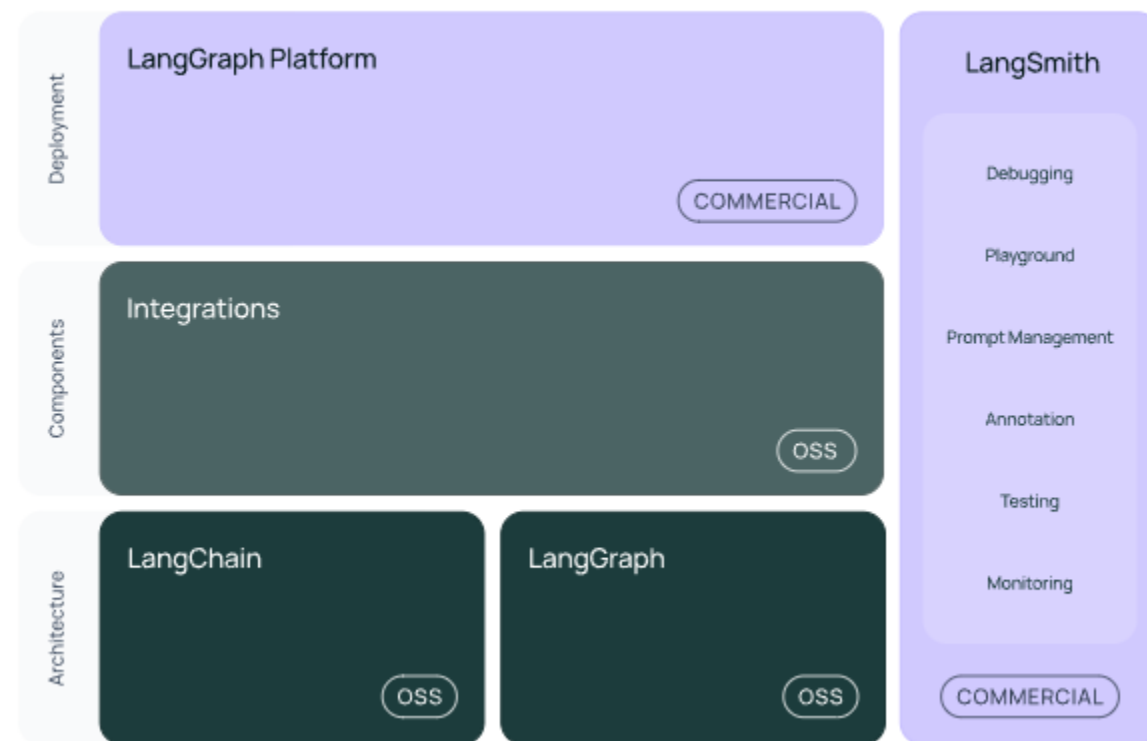 Deployment
LangGraph Platform
COMMERCIAL
Components
Integrations
OSS
Architecture
LangChain
OSS
LangGraph
OSS
LangSmith
Debugging
Playground
Prompt Management
Annotation
Testing
Monitoring
COMMERCIAL